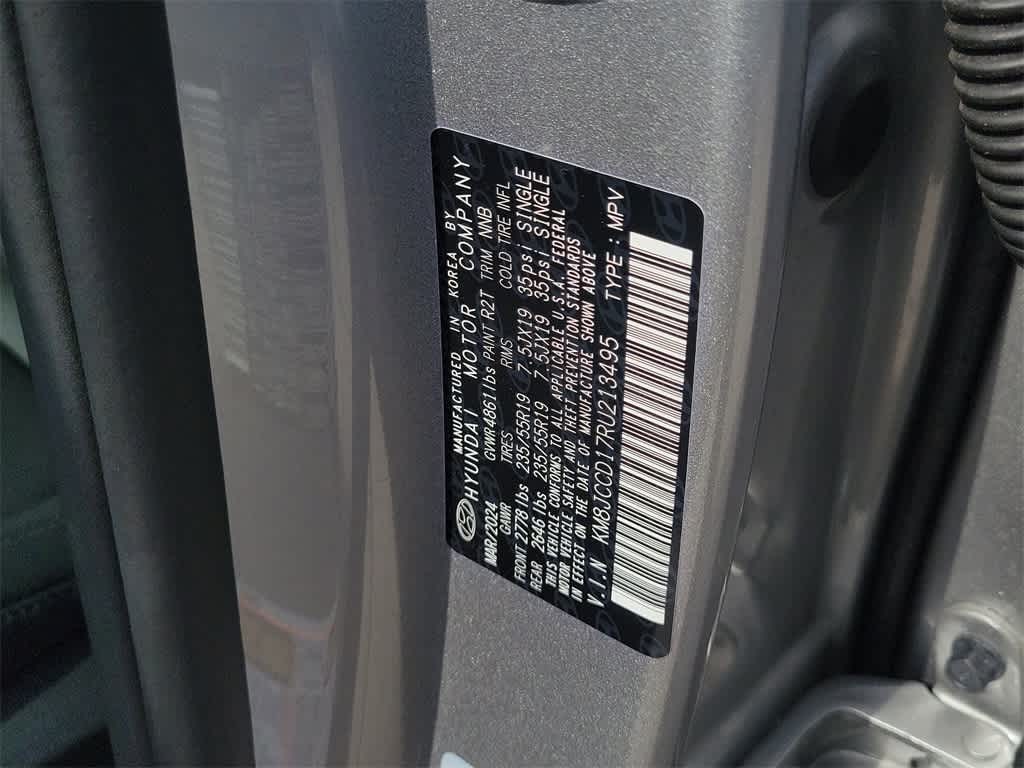 MANUFACTURED IN KOREA BY
HYUNDAI MOTOR COMPANY
MAR/2024 GVWR 4861 lbs PAINT R2T TRIM NNB
GAWR TIRES RIMS COLD TIRE INFL
FRONT 2778 lbs 235/55R19 7.5JX19 35psi SINGLE
REAR 2646 lbs 235/55R19 7.5JX19 35psi SINGLE
THIS VEHICLE CONFORMS TO ALL APPLICABLE U.S.A. FEDERAL
MOTOR VEHICLE SAFETY AND THEFT PREVENTION STANDARDS
IN EFFECT ON THE DATE OF MANUFACTURE SHOWN ABOVE
V.I.N KM8JCCD17RU213495 TYPE : MPV